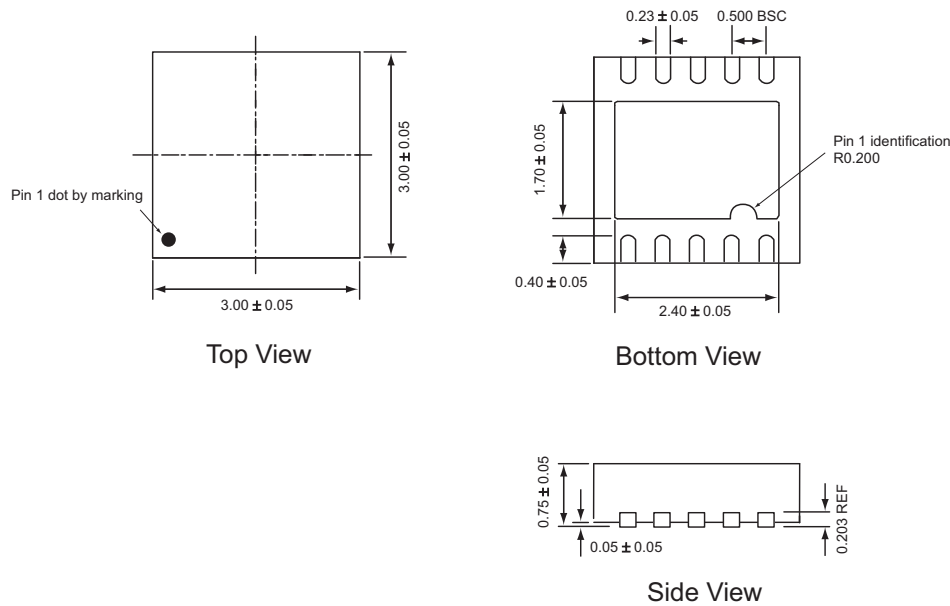 0.23 ± 0.05
0.500 BSC
3.00 ± 0.05
Pin 1 dot by marking
3.00 ± 0.05
Top View
1.70 ± 0.05
Pin 1 identification
R0.200
0.40 ± 0.05
2.40 ± 0.05
Bottom View
0.75 ± 0.05
0.05 ± 0.05
0.203 REF
Side View